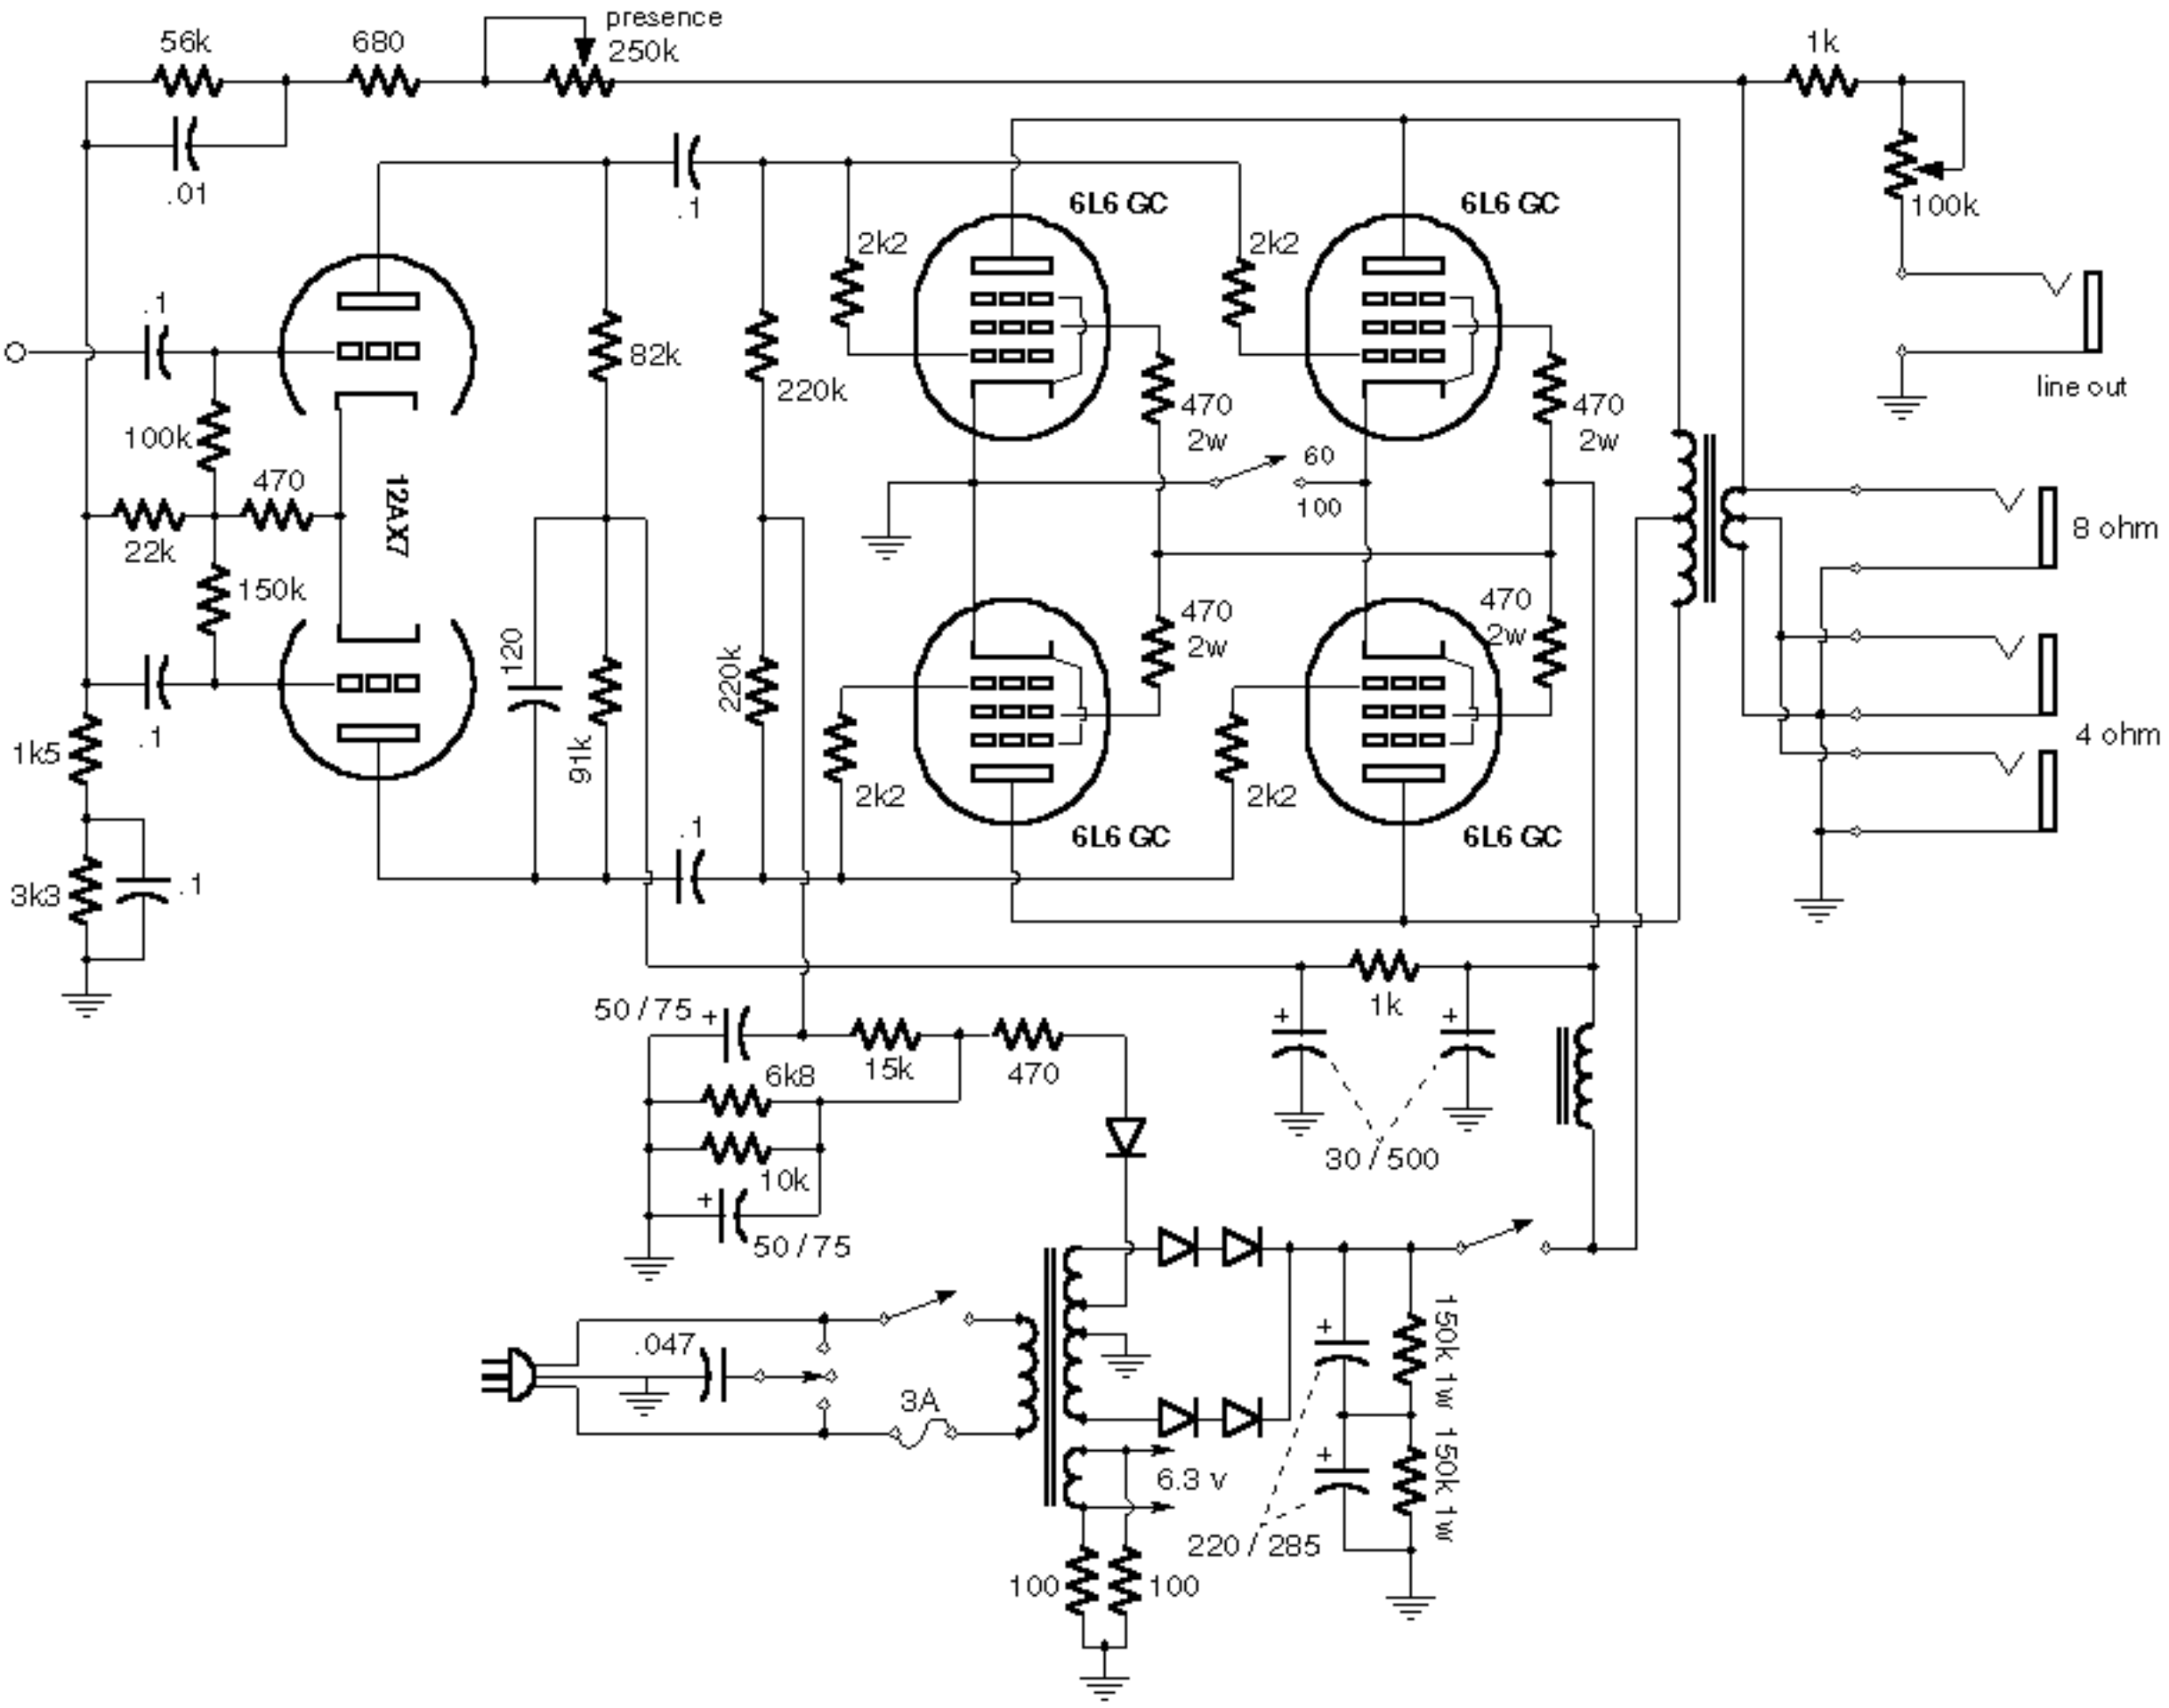 presence
56k
680
250k
1k
.01
.1
6L6 GC
6L6 GC
100k
2k2
2k2
.1
82k
220k
470
2w
470
2w
line out
100k
470
12AX7
60
100
22k
8 ohm
150k
120
220k
470
2w
470
2w
1k5
.1
91k
2k2
2k2
4 ohm
.1
6L6 GC
6L6 GC
3k3
.1
50 / 75
+
15k
470
1k
+
+
6k8
10k
30 / 500
+
50 / 75
.047
3A
+
150k 1w
+
150k 1w
6.3 v
220 / 285
100
100